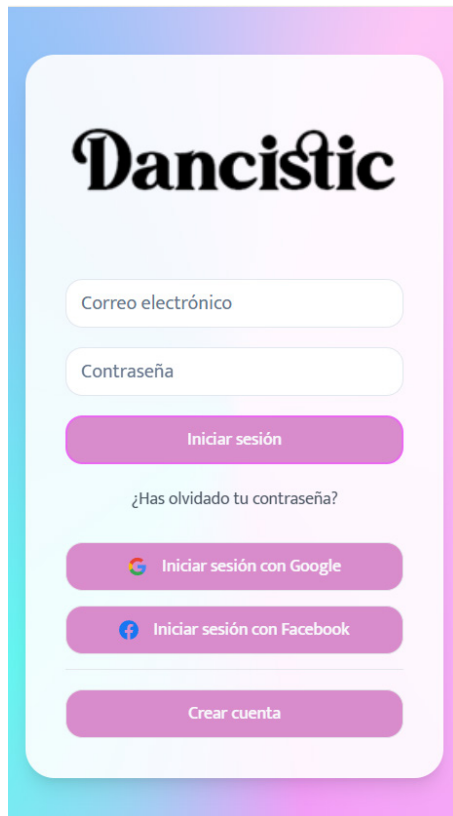 Dancistic
Correo electrónico
Contraseña
Iniciar sesión
¿Has olvidado tu contraseña?
Iniciar sesión con Google
Iniciar sesión con Facebook
Crear cuenta